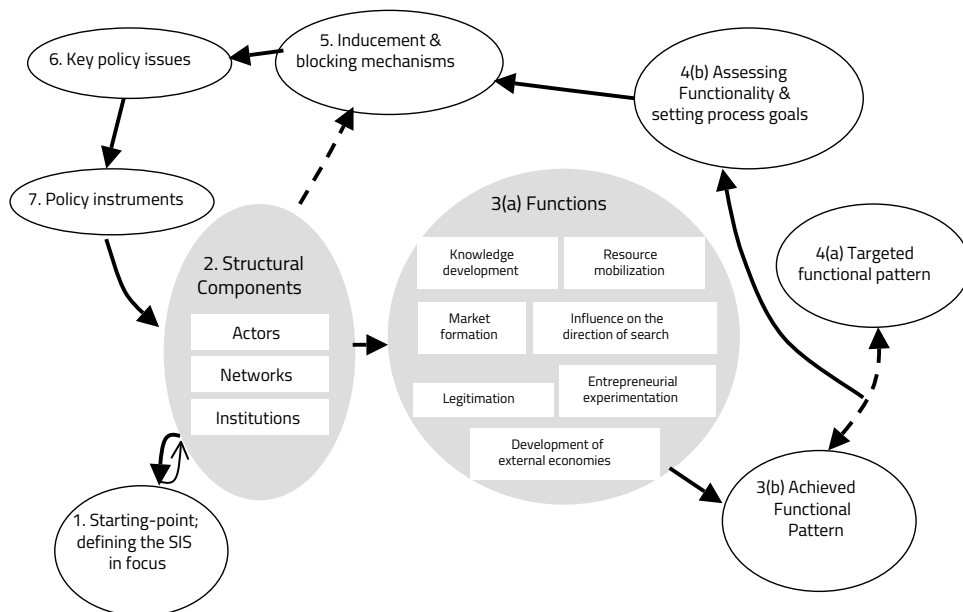 5. Inducement &
blocking mechanisms
6. Key policy issues
4(b) Assessing
Functionality &
setting process goals
7. Policy instruments
3(a) Functions
2. Structural
Components
Actors
Networks
Institutions
Knowledge
development
Resource
mobilization
Market
formation
Influence on the
direction of search
Legitimation
Entrepreneurial
experimentation
Development of
external economies
4(a) Targeted
functional pattern
3(b) Achieved
Functional
Pattern
1. Starting-point;
defining the SIS
in focus